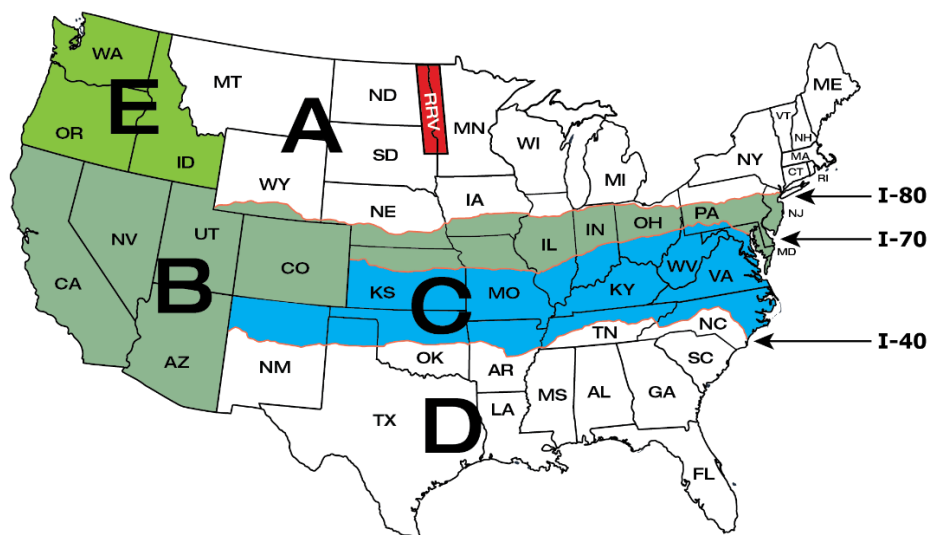 WA
MT
ND
RRV
MN
ME
VT
NH
E
A
OR
ID
WY
SD
WI
MI
NY
MA
CT
RI
NE
IA
I-80
PA
NJ
NV
UT
CO
IL
IN
OH
I-70
MD
CA
B
KS
C
MO
KY
WV
VA
AZ
NM
OK
AR
TN
NC
I-40
SC
TX
D
LA
MS
AL
GA
FL